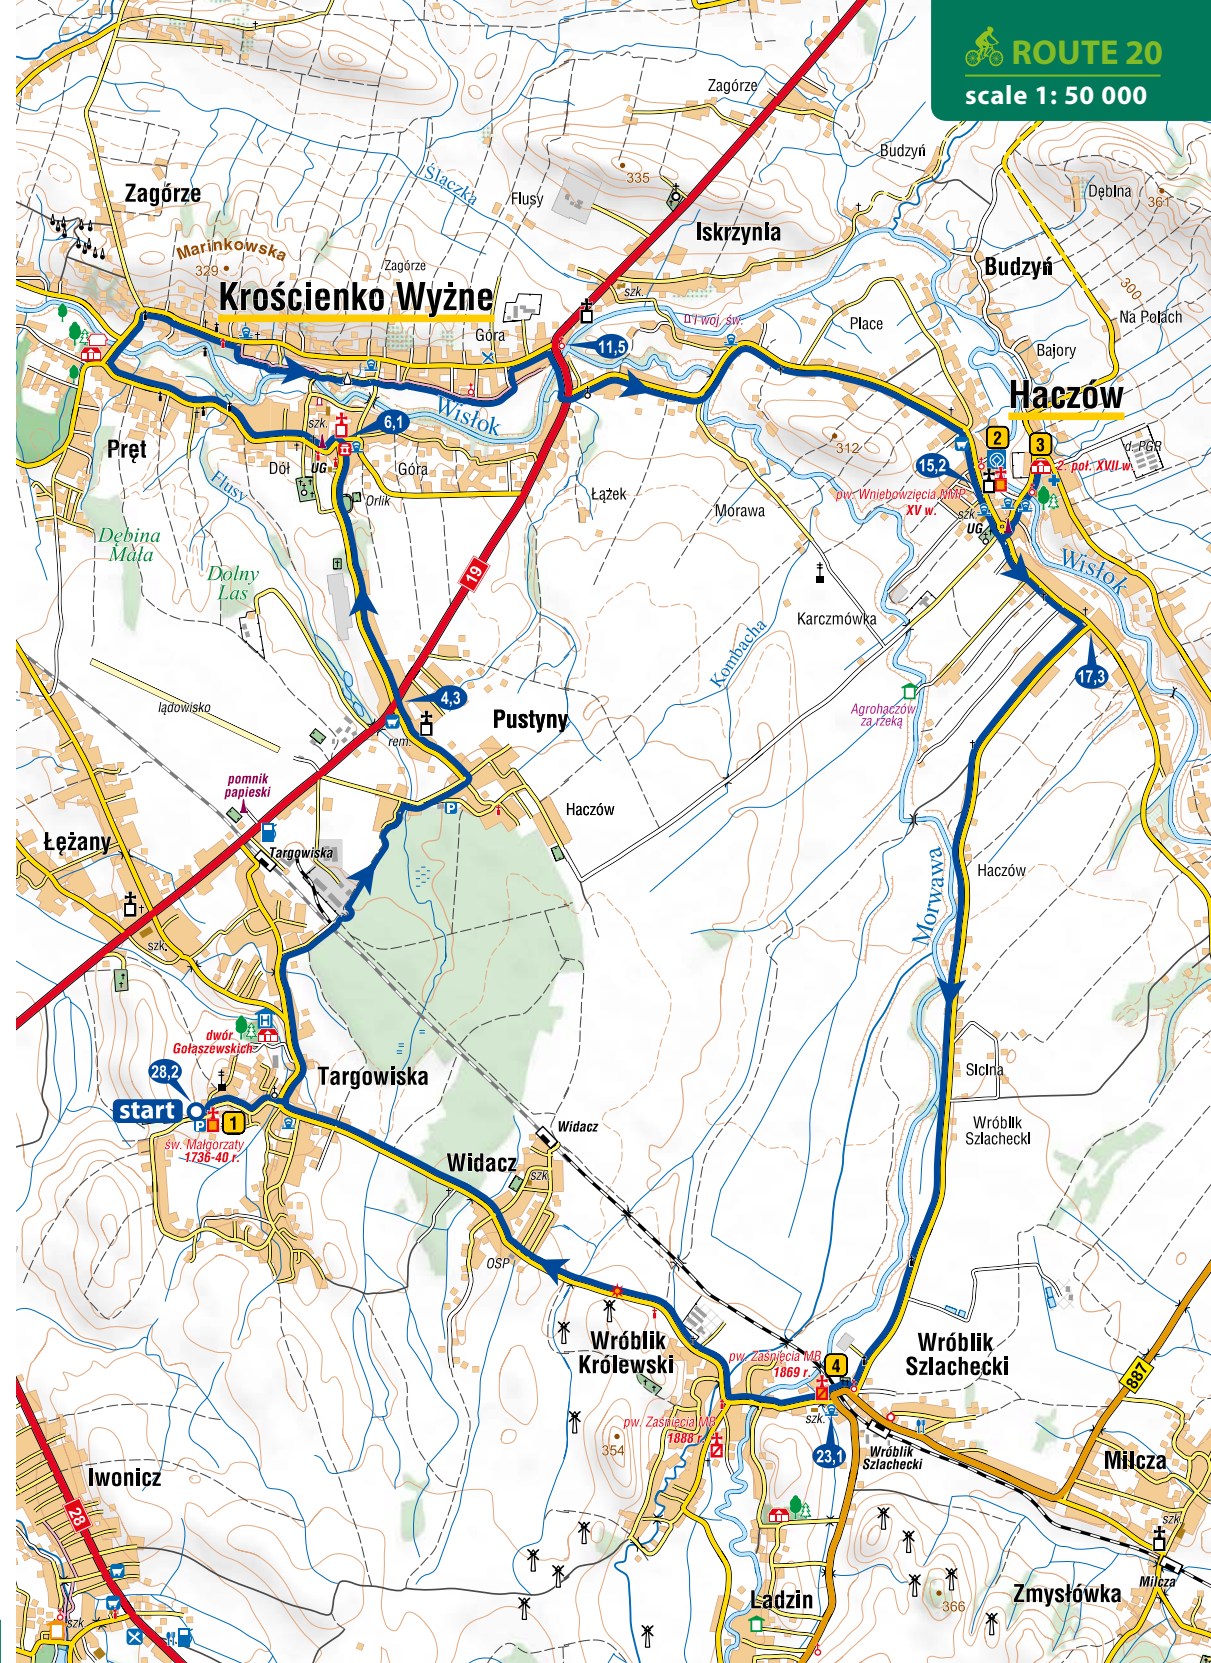 ROUTE 20
scale 1: 50 000
Zagórze
Budzyń
335
Ślączka
Flusy
Dębina
361
Zagórze
Iskrzynia
Marinkowska
329
Zagórze
Budzyń
300
Krościenko Wyżne
szk.
I woj. św.
Place
Na Polach
Góra
11,5
Bajory
Haczów
Wisłok
6,1
szk.
312
2
3
d. PGR
Pręt
Dół
UG
Góra
15,2
2. poł. XVII w.
Flusy
Orlik
Łążek
Morawa
pw. Wniebowzięcia NMP
XV w.
szk.
UG
Dębina
Mała
Dolny
Las
19
Wisłok
Karczmówka
Kombacha
17,3
4,3
lądowisko
Pustyny
Agrohaczów
za rzeką
rem.
pomnik
papieski
P
Haczów
Łężany
Targowiska
Haczów
Morwawa
szk.
H
dwór
Gołaszewskich
Targowiska
Sicina
28,2
start
P
1
Widacz
Wróblik
Szlachecki
św. Małgorzaty
1736-40 r.
Widacz
szk.
OSP
Wróblik
Królewski
Wróblik
Szlachecki
pw. Zaśnięcia MB
1869 r.
4
887
pw. Zaśnięcia MB
1888 r.
szk.
354
23,1
Wróblik
Szlachecki
Milcza
Iwonicz
28
szk.
Milcza
Ladzin
366
Zmysłówka
szk.